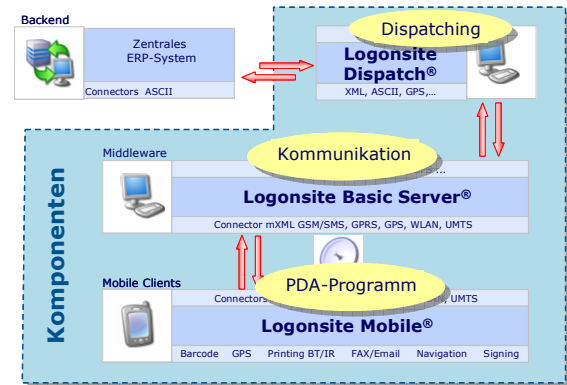 Backend
Zentrales
ERP-System
Connectors ASCII
Dispatching
Logonsite
Dispatch®
XML, ASCII, GPS,...
Komponenten
Middleware
Kommunikation
...
Logonsite Basic Server®
Connector mXML GSM/SMS, GPRS, GPS, WLAN, UMTS
Mobile Clients
PDA-Programm
Connectors UMTS
Logonsite Mobile®
Barcode GPS Printing BT/IR FAX/Email Navigation Signing